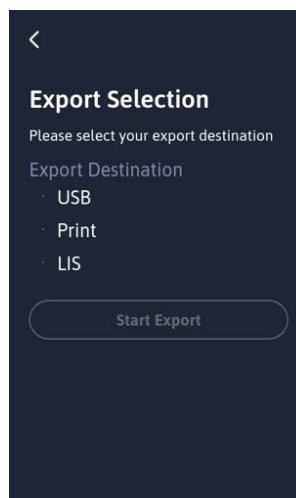 Export Selection
Please select your export destination
Export Destination
USB
Print
LIS
Start Export